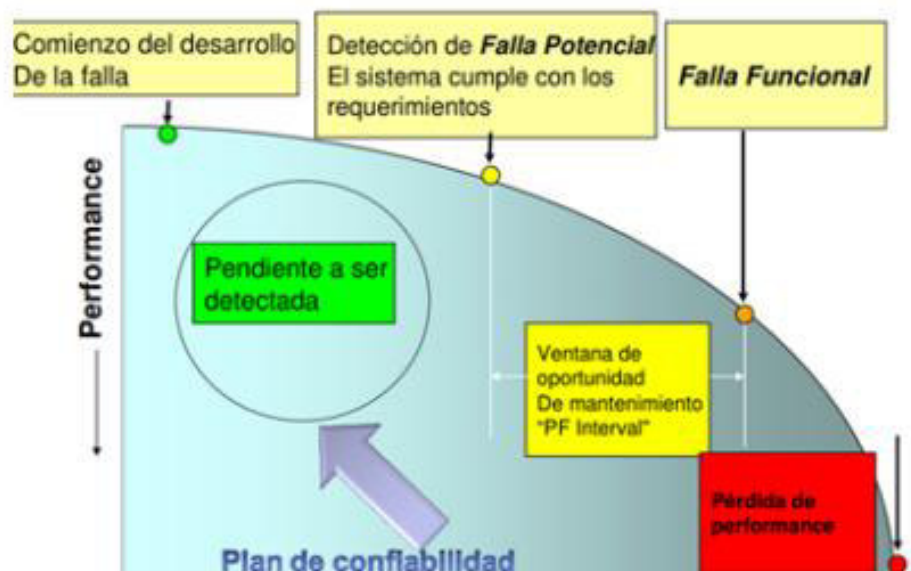 Comienzo del desarrollo
De la falla
Detección de Falla Potencial
El sistema cumple con los
requerimientos
Falla Funcional
Performance
Pendiente a ser
detectada
Ventana de
oportunidad
De mantenimiento
"PF Interval"
Pérdida de
performance
Plan de confiabilidad